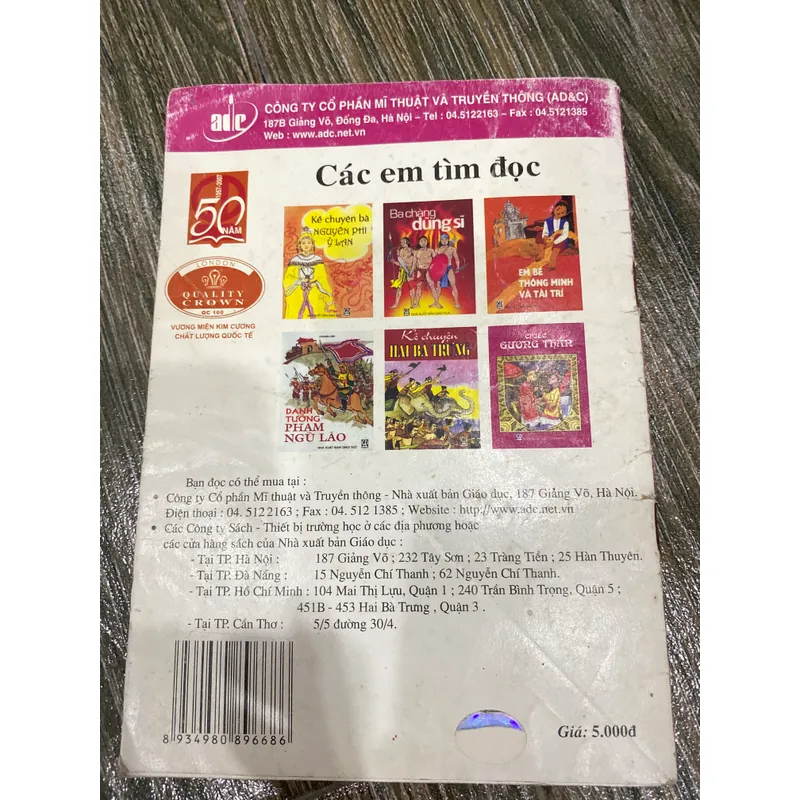 adc
CÔNG TY CỔ PHẦN MĨ THUẬT VÀ TRUYỀN THÔNG (AD&C)
187B Giảng Võ, Đống Đa, Hà Nội – Tel : 04.5122163 – Fax : 04.5121385
Web : www.adc.net.vn
Các em tìm đọc
1957-2007
50
NĂM
LONDON
QUALITY
CROWN
QC 100
VƯƠNG MIỆN KIM CƯƠNG
CHẤT LƯỢNG QUỐC TẾ
Kể chuyện bà
NGUYÊN PHI
Ỷ LAN
Ba chàng
dũng sĩ
EM BÉ
THÔNG MINH
VÀ TÀI TRÍ
DANH
TƯỚNG
PHẠM
NGŨ LÃO
Kể chuyện
HAI BÀ TRƯNG
CHIẾC
GƯƠNG THẦN
Bạn đọc có thể mua tại :
• Công ty Cổ phần Mĩ thuật và Truyền thông - Nhà xuất bản Giáo dục, 187 Giảng Võ, Hà Nội.
Điện thoại : 04. 5122163 ; Fax : 04. 512 1385 ; Website : http://www.adc.net.vn
• Các Công ty Sách - Thiết bị trường học ở các địa phương hoặc
các cửa hàng sách của Nhà xuất bản Giáo dục :
- Tại TP. Hà Nội : 187 Giảng Võ ; 232 Tây Sơn ; 23 Tràng Tiền ; 25 Hàn Thuyên.
- Tại TP. Đà Nẵng : 15 Nguyễn Chí Thanh ; 62 Nguyễn Chí Thanh.
- Tại TP. Hồ Chí Minh : 104 Mai Thị Lựu, Quận 1 ; 240 Trần Bình Trọng, Quận 5 ;
451B - 453 Hai Bà Trưng , Quận 3 .
- Tại TP. Cần Thơ : 5/5 đường 30/4.
8 934980 896686
Giá: 5.000đ